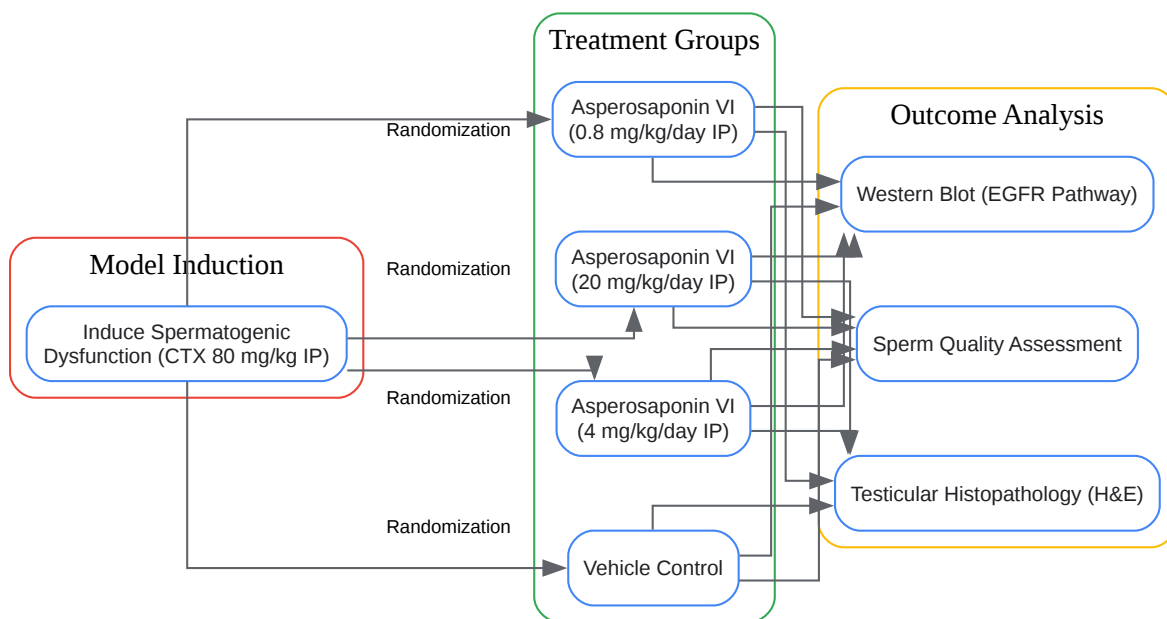 Model Induction
Induce Spermatogenic
Dysfunction (CTX 80 mg/kg IP)
Randomization
Randomization
Randomization
Randomization
Treatment Groups
Asperosaponin VI
(0.8 mg/kg/day IP)
Asperosaponin VI
(20 mg/kg/day IP)
Asperosaponin VI
(4 mg/kg/day IP)
Vehicle Control
Outcome Analysis
Western Blot (EGFR Pathway)
Sperm Quality Assessment
Testicular Histopathology (H&E)